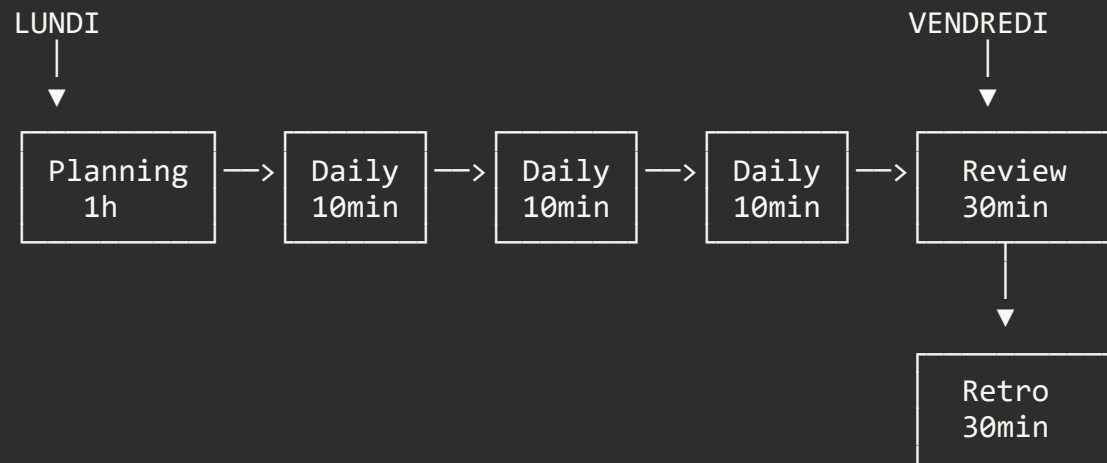 LUNDI VENDREDI
Planning Daily Daily Daily Review
1h 10min 10min 10min 30min
Retro
30min